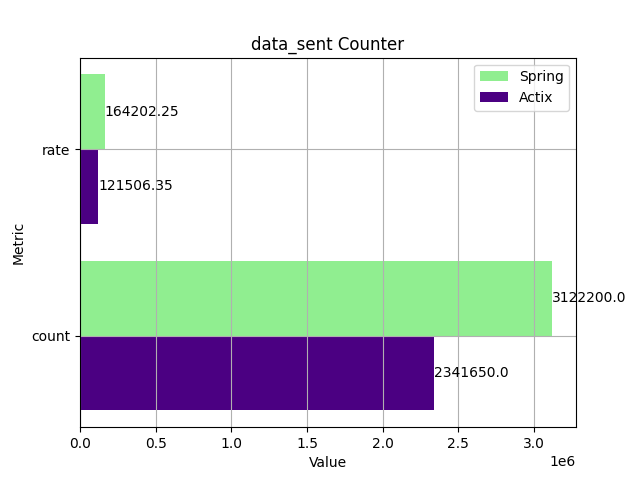 data_sent Counter
Spring
Actix
164202.25
rate
121506.35
Metric
3122200.0
count
2341650.0
0.0 0.5 1.0 1.5 2.0 2.5 3.0
1e6
Value